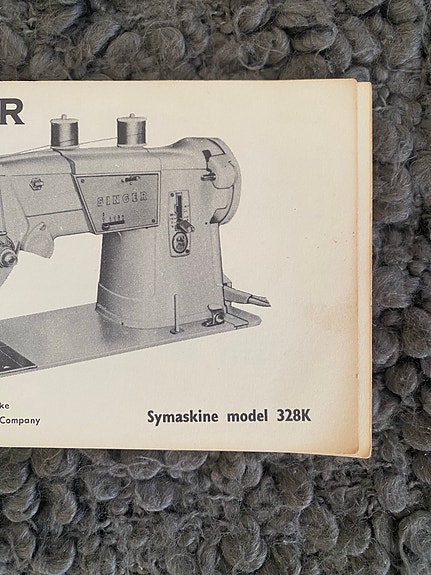 R
SINGER
ke
Company
Symaskine model 328K